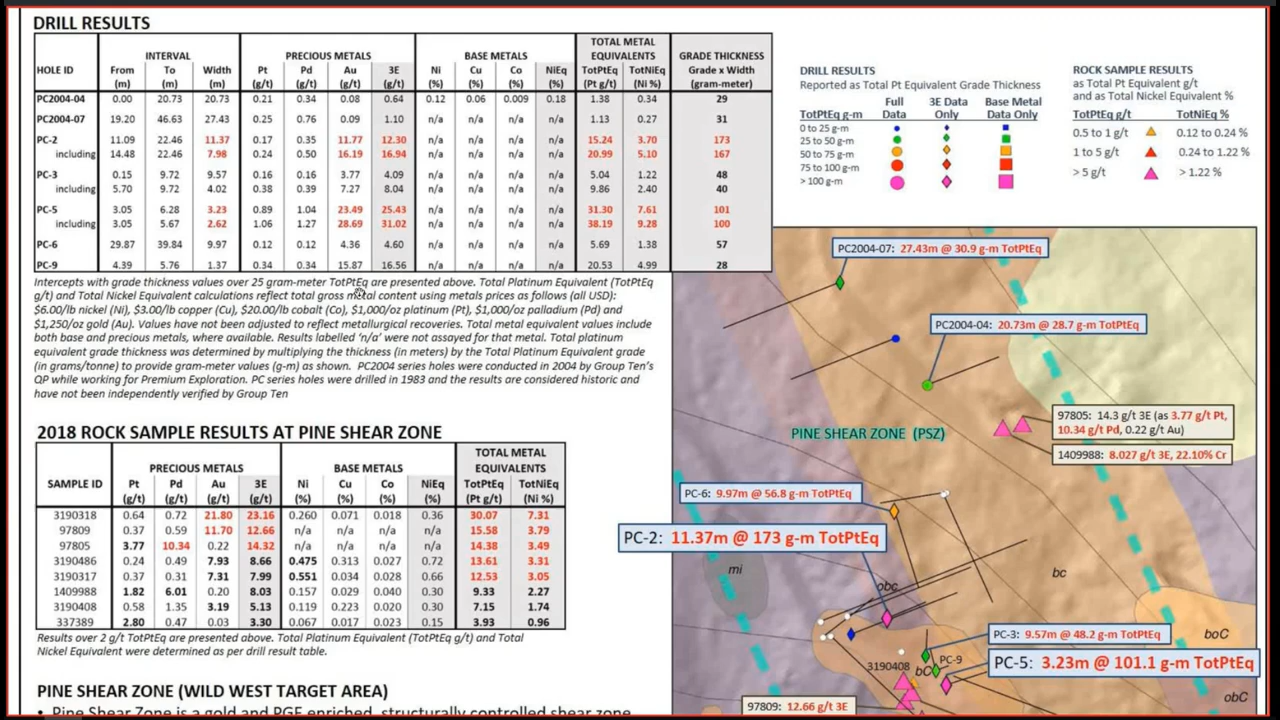 DRILL RESULTS
INTERVAL PRECIOUS METALS BASE METALS TOTAL METAL EQUIVALENTS GRADE THICKNESS
HOLE ID From (m) To (m) Width (m) Pt (g/t) Pd (g/t) Au (g/t) 3E (g/t) Ni (%) Cu (%) Co (%) NiEq (%) TotPtEq (Pt g/t) TotNiEq (Ni %) Grade x Width (gram-meter)
PC2004-04 0.00 20.73 20.73 0.21 0.34 0.08 0.64 0.12 0.06 0.009 0.18 1.38 0.34 29
PC2004-07 19.20 46.63 27.43 0.25 0.76 0.09 1.10 n/a n/a n/a n/a 1.13 0.27 31
PC-2 11.09 22.46 11.37 0.17 0.35 11.77 12.30 n/a n/a n/a n/a 15.24 3.70 173
including 14.48 22.46 7.98 0.24 0.50 16.19 16.94 n/a n/a n/a n/a 20.99 5.10 167
PC-3 0.15 9.72 9.57 0.16 0.16 3.77 4.09 n/a n/a n/a n/a 5.04 1.22 48
including 5.70 9.72 4.02 0.38 0.39 7.27 8.04 n/a n/a n/a n/a 9.86 2.40 40
PC-5 3.05 6.28 3.23 0.89 1.04 23.49 25.43 n/a n/a n/a n/a 31.30 7.61 101
including 3.05 5.67 2.62 1.06 1.27 28.69 31.02 n/a n/a n/a n/a 38.19 9.28 100
PC-6 29.87 39.84 9.97 0.12 0.12 4.36 4.60 n/a n/a n/a n/a 5.69 1.38 57
PC-9 4.39 5.76 1.37 0.34 0.34 15.87 16.56 n/a n/a n/a n/a 20.53 4.99 28
Intercepts with grade thickness values over 25 gram-meter TotPtEq are presented above. Total Platinum Equivalent (TotPtEq
g/t) and Total Nickel Equivalent calculations reflect total gross metal content using metals prices as follows (all USD):
$6.00/lb nickel (Ni), $3.00/lb copper (Cu), $20.00/lb cobalt (Co), $1,000/oz platinum (Pt), $1,000/oz palladium (Pd) and
$1,250/oz gold (Au). Values have not been adjusted to reflect metallurgical recoveries. Total metal equivalent values include
both base and precious metals, where available. Results labelled 'n/a' were not assayed for that metal. Total platinum
equivalent grade thickness was determined by multiplying the thickness (in meters) by the Total Platinum Equivalent grade
(in grams/tonne) to provide gram-meter values (g-m) as shown. PC2004 series holes were conducted in 2004 by Group Ten's
QP while working for Premium Exploration. PC series holes were drilled in 1983 and the results are considered historic and
have not been independently verified by Group Ten
2018 ROCK SAMPLE RESULTS AT PINE SHEAR ZONE
PRECIOUS METALS BASE METALS TOTAL METAL EQUIVALENTS
SAMPLE ID Pt (g/t) Pd (g/t) Au (g/t) 3E (g/t) Ni (%) Cu (%) Co (%) NiEq (%) TotPtEq (Pt g/t) TotNiEq (Ni %)
3190318 0.64 0.72 21.80 23.16 0.260 0.071 0.018 0.36 30.07 7.31
97809 0.37 0.59 11.70 12.66 n/a n/a n/a n/a 15.58 3.79
97805 3.77 10.34 0.22 14.32 n/a n/a n/a n/a 14.38 3.49
3190486 0.24 0.49 7.93 8.66 0.475 0.313 0.027 0.72 13.61 3.31
3190317 0.37 0.31 7.31 7.99 0.551 0.034 0.028 0.66 12.53 3.05
1409988 1.82 6.01 0.20 8.03 0.157 0.029 0.040 0.30 9.33 2.27
3190408 0.58 1.35 3.19 5.13 0.119 0.223 0.020 0.30 7.15 1.74
337389 2.80 0.47 0.03 3.30 0.067 0.017 0.023 0.15 3.93 0.96
Results over 2 g/t TotPtEq are presented above. Total Platinum Equivalent (TotPtEq g/t) and Total
Nickel Equivalent were determined as per drill result table.
PINE SHEAR ZONE (WILD WEST TARGET AREA)
• Pine Shear Zone is a gold and PGE enriched, structurally controlled shear zone
DRILL RESULTS
Reported as Total Pt Equivalent Grade Thickness
TotPtEq g-m Full Data 3E Data Only Base Metal Data Only
0 to 25 g-m
25 to 50 g-m
50 to 75 g-m
75 to 100 g-m
> 100 g-m
ROCK SAMPLE RESULTS
as Total Pt Equivalent g/t
and as Total Nickel Equivalent %
TotPtEq g/t TotNiEq %
0.5 to 1 g/t 0.12 to 0.24 %
1 to 5 g/t 0.24 to 1.22 %
> 5 g/t > 1.22 %
PC2004-07: 27.43m @ 30.9 g-m TotPtEq
PC2004-04: 20.73m @ 28.7 g-m TotPtEq
97805: 14.3 g/t 3E (as 3.77 g/t Pt,
10.34 g/t Pd, 0.22 g/t Au)
PINE SHEAR ZONE (PSZ)
1409988: 8.027 g/t 3E, 22.10% Cr
PC-6: 9.97m @ 56.8 g-m TotPtEq
PC-2: 11.37m @ 173 g-m TotPtEq
mi
bc
obc
PC-3: 9.57m @ 48.2 g-m TotPtEq
boC
PC-9
PC-5: 3.23m @ 101.1 g-m TotPtEq
3190408
bC
obC
97809: 12.66 g/t 3E